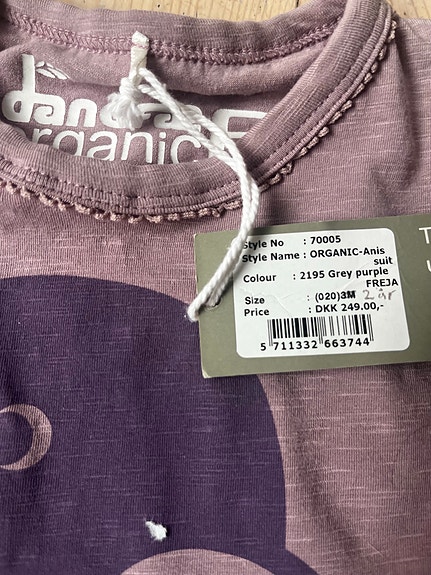 organic
Style No : 70005
Style Name : ORGANIC-Anis
suit
Colour : 2195 Grey purple
FREJA
Size : (020)3M 2 år
Price : DKK 249.00,-
5 711332 663744